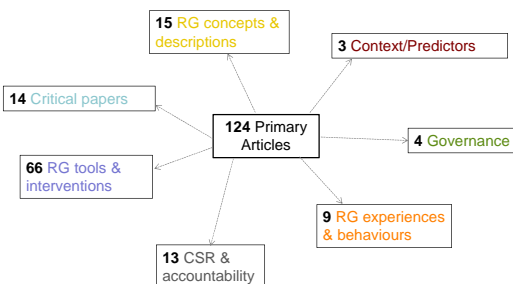 15 RG concepts &
descriptions
3 Context/Predictors
14 Critical papers
124 Primary
Articles
4 Governance
66 RG tools &
interventions
9 RG experiences
& behaviours
13 CSR &
accountability